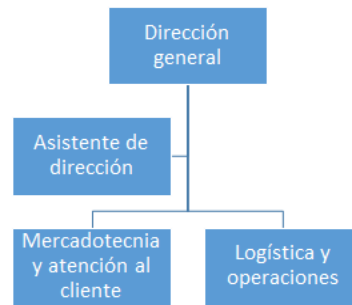 Dirección
general
Asistente de
dirección
Mercadotecnia
y atención al
cliente
Logística y
operaciones